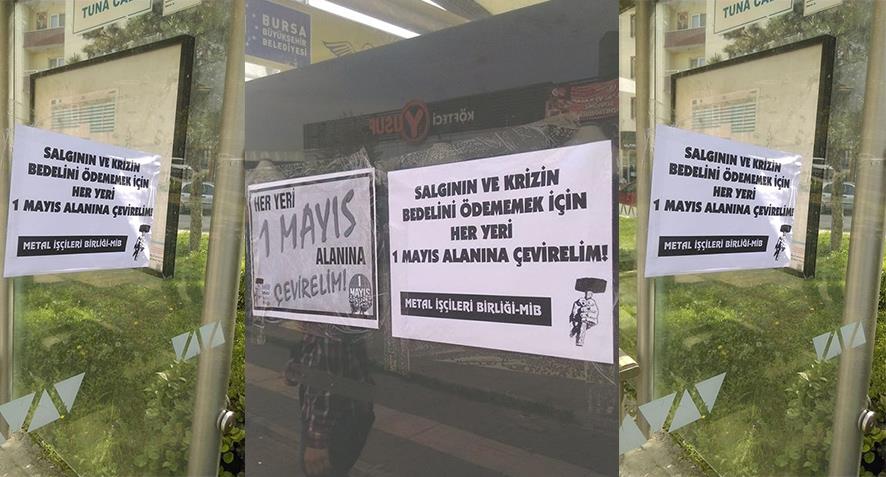 TUNA CAD
SALGININ VE KRİZİN
BEDELİNİ ÖDEMEMEK İÇİN
HER YERİ
1 MAYIS ALANINA ÇEVİRELİM!
METAL İŞÇİLERİ BİRLİĞİ-MİB
BURSA
BÜYÜKŞEHİR
BELEDİYESİ
YUSUF
KÖFTECİ
HER YERİ
1 MAYIS
ALANINA
ÇEVİRELİM!
1 MAYIS
SALGININ VE KRİZİN
BEDELİNİ ÖDEMEMEK İÇİN
HER YERİ
1 MAYIS ALANINA ÇEVİRELİM!
METAL İŞÇİLERİ BİRLİĞİ-MİB
TUNA CAD
SALGININ VE KRİZİN
BEDELİNİ ÖDEMEMEK İÇİN
HER YERİ
1 MAYIS ALANINA ÇEVİRELİM!
METAL İŞÇİLERİ BİRLİĞİ-MİB